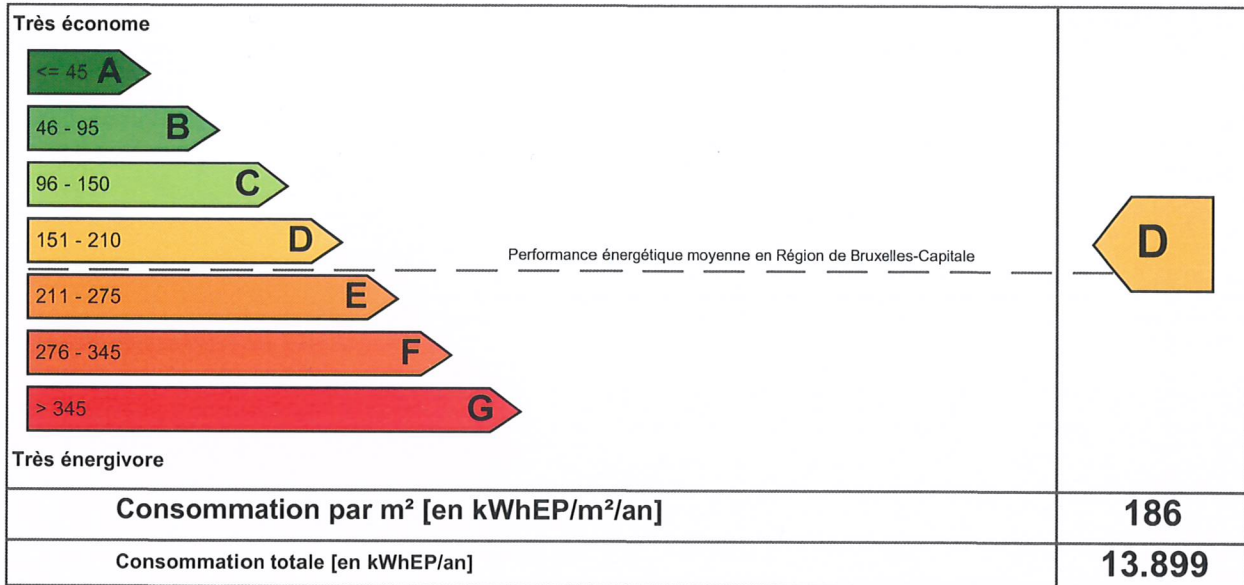 Très économe
<= 45 A
46 - 95 B
96 - 150 C
151 - 210 D
Performance énergétique moyenne en Région de Bruxelles-Capitale
D
211 - 275 E
276 - 345 F
> 345 G
Très énergivore
Consommation par m² [en kWhEP/m²/an] 186
Consommation totale [en kWhEP/an] 13.899